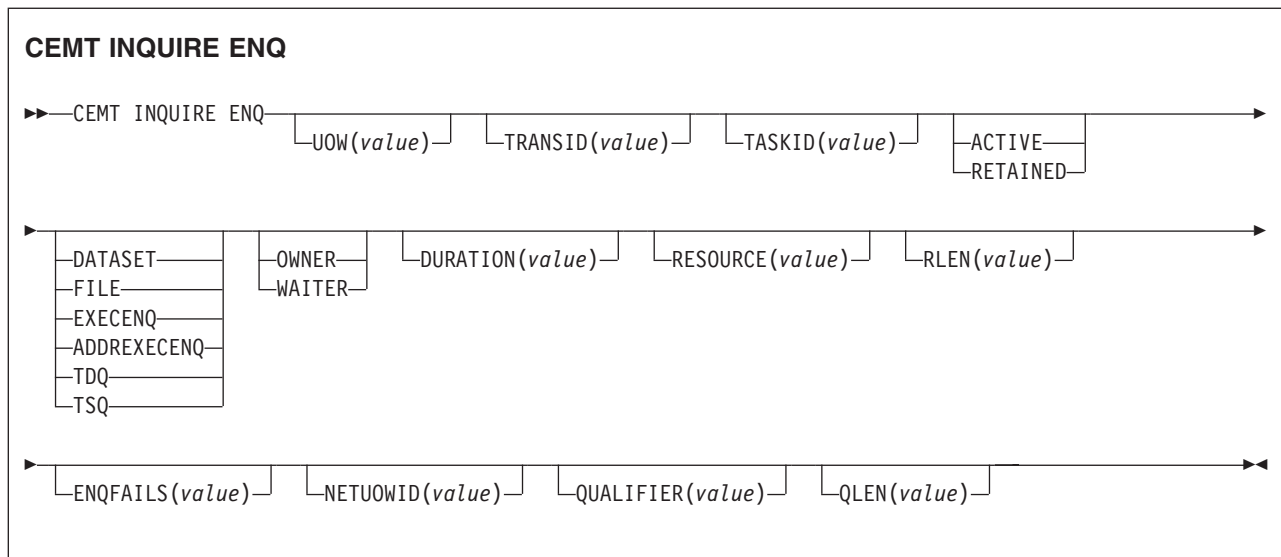 CEMT INQUIRE ENQ
CEMT INQUIRE ENQ
UOW(value) TRANSID(value) TASKID(value) ACTIVE
RETAINED
DATASET OWNER DURATION(value) RESOURCE(value) RLEN(value)
FILE WAITER
EXECENQ
ADDREXECENQ
TDQ
TSQ
ENQFAILS(value) NETUOWID(value) QUALIFIER(value) QLEN(value)